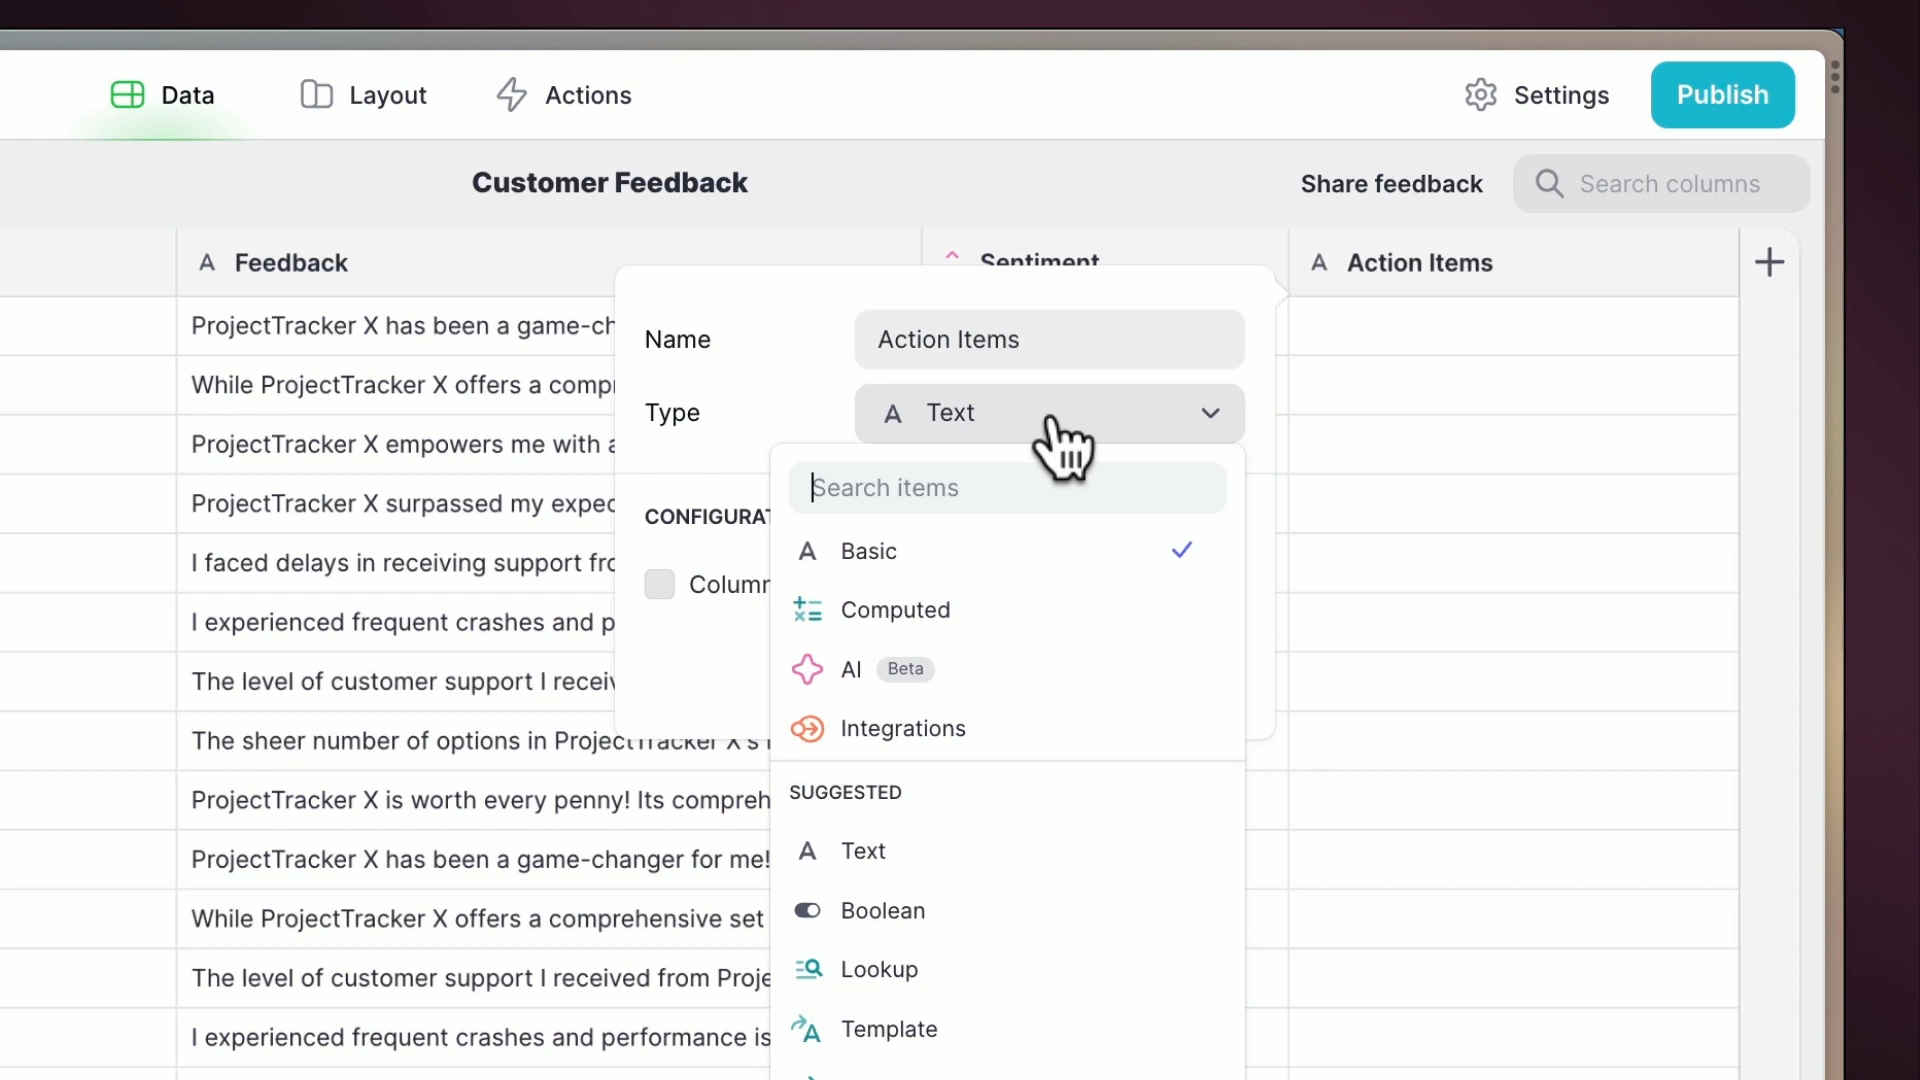 Data
Layout
Actions
Settings
Publish
Customer Feedback
Share feedback
Search columns
A Feedback
Sentiment
A Action Items
ProjectTracker X has been a game-ch
While ProjectTracker X offers a comp
ProjectTracker X empowers me with a
ProjectTracker X surpassed my expec
I faced delays in receiving support fro
I experienced frequent crashes and p
The level of customer support I receiv
The sheer number of options in ProjectTracker X's
ProjectTracker X is worth every penny! Its compreh
ProjectTracker X has been a game-changer for me!
While ProjectTracker X offers a comprehensive set
The level of customer support I received from Proje
I experienced frequent crashes and performance is
Name
Action Items
Type
A Text
CONFIGURAT
Column
Search items
A Basic
Computed
AI Beta
Integrations
SUGGESTED
A Text
Boolean
Lookup
A Template